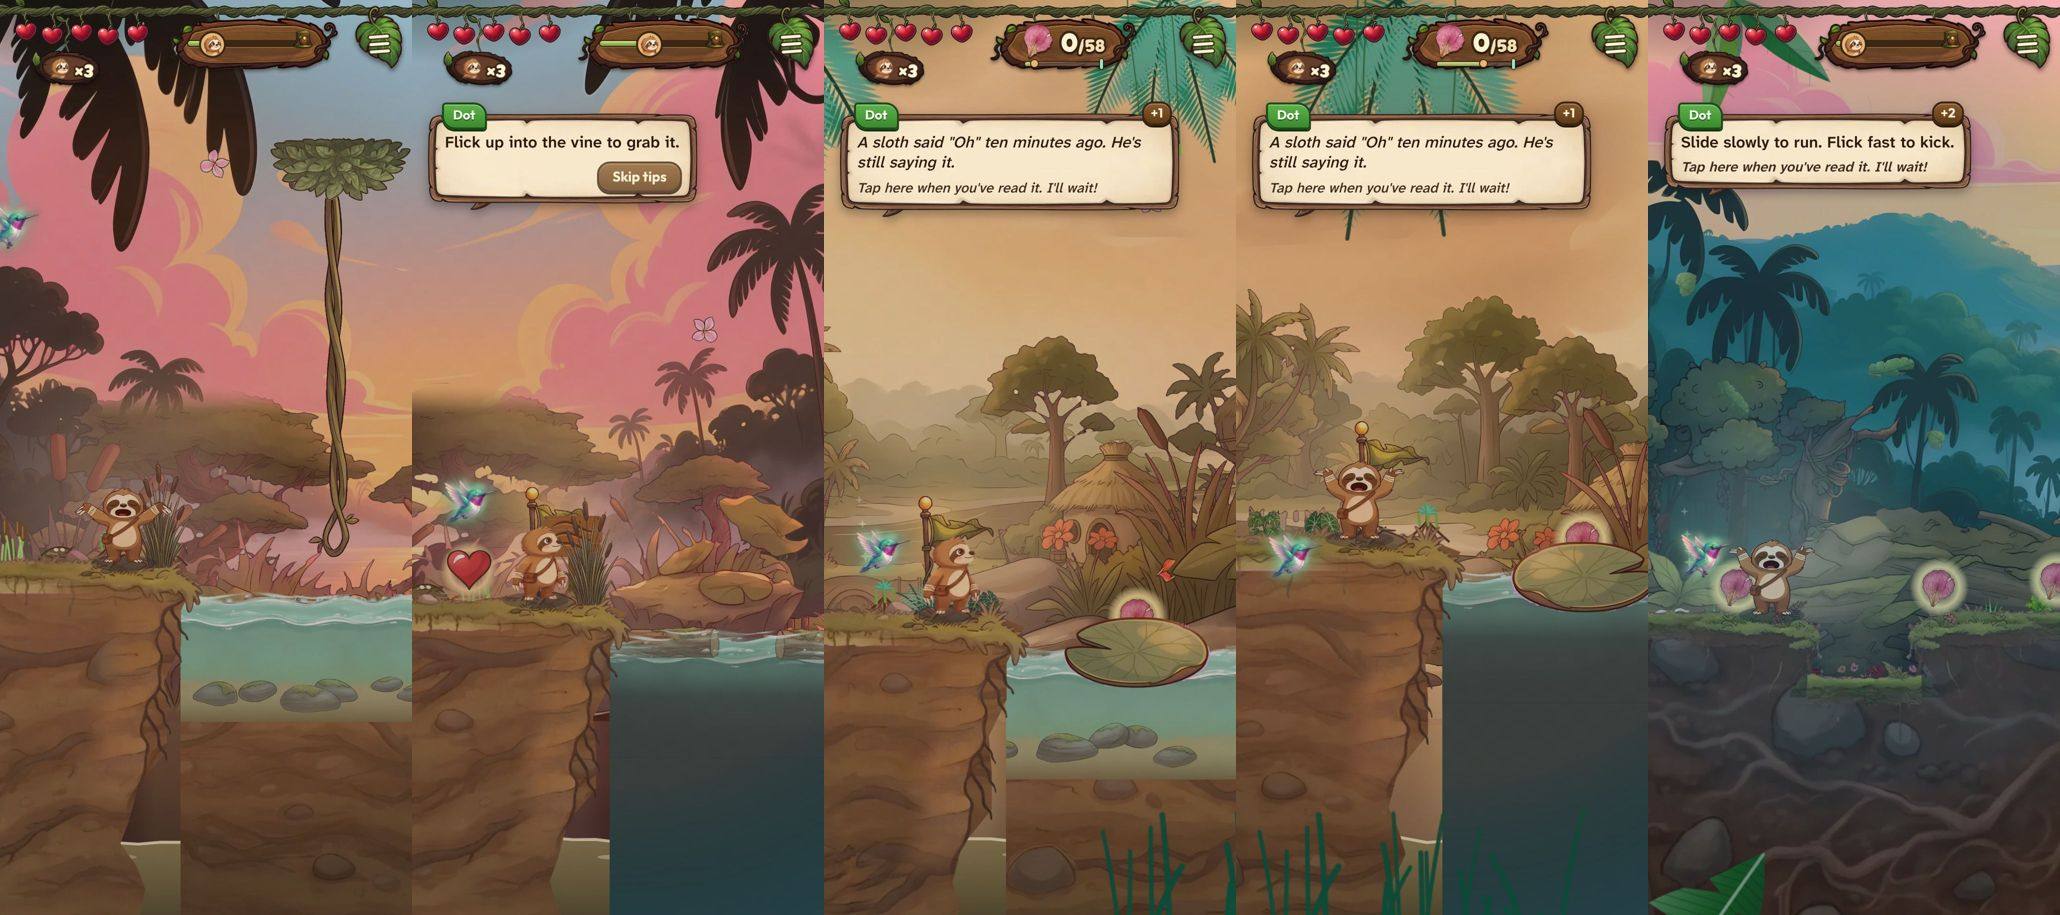 ×3
×3
Dot
Flick up into the vine to grab it.
Skip tips
0/58
×3
Dot
+1
A sloth said "Oh" ten minutes ago. He's
still saying it.
Tap here when you've read it. I'll wait!
0/58
×3
Dot
+1
A sloth said "Oh" ten minutes ago. He's
still saying it.
Tap here when you've read it. I'll wait!
×3
Dot
+2
Slide slowly to run. Flick fast to kick.
Tap here when you've read it. I'll wait!